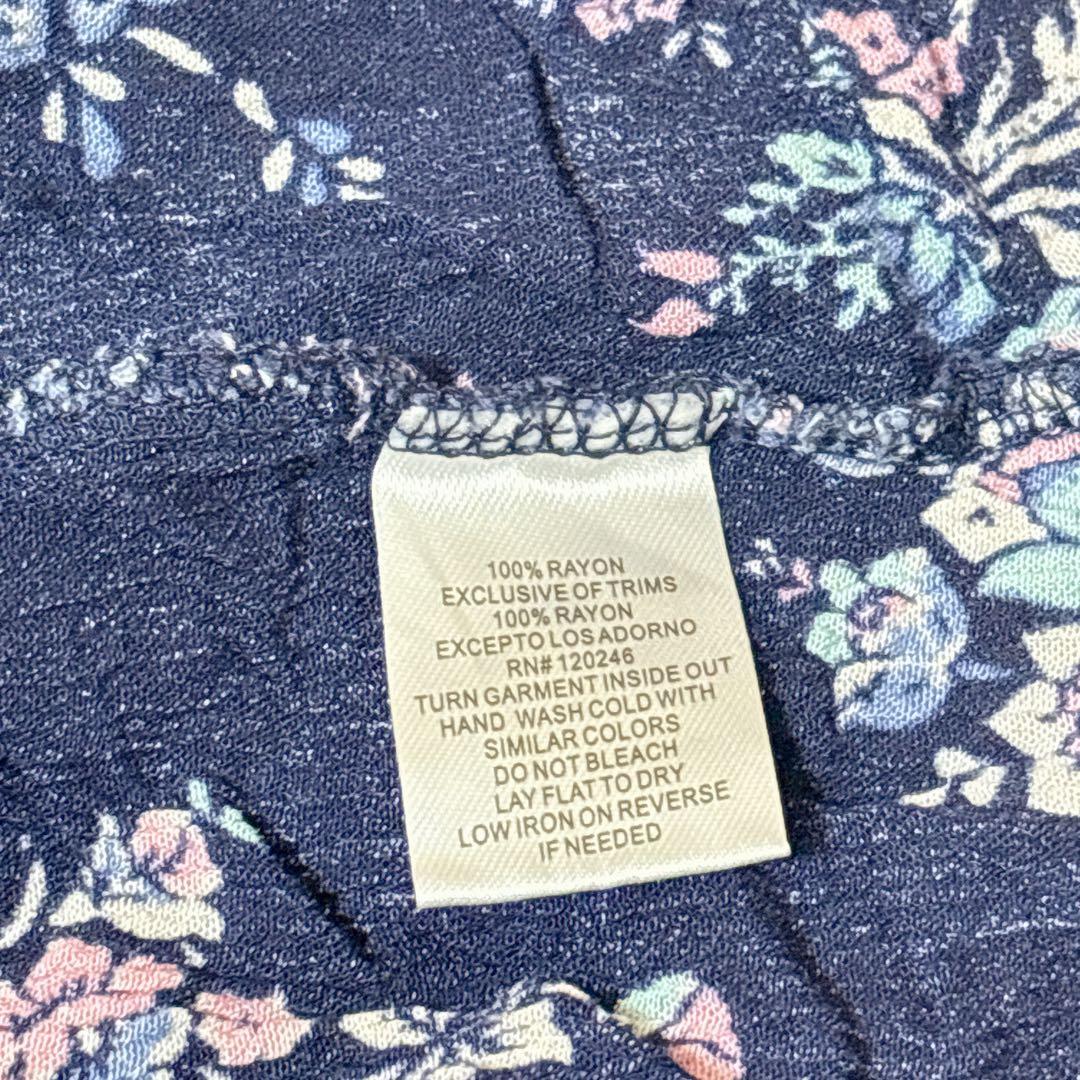 100% RAYON
EXCLUSIVE OF TRIMS
100% RAYON
EXCEPTO LOS ADORNO
RN# 120246
TURN GARMENT INSIDE OUT
HAND WASH COLD WITH
SIMILAR COLORS
DO NOT BLEACH
LAY FLAT TO DRY
LOW IRON ON REVERSE
IF NEEDED